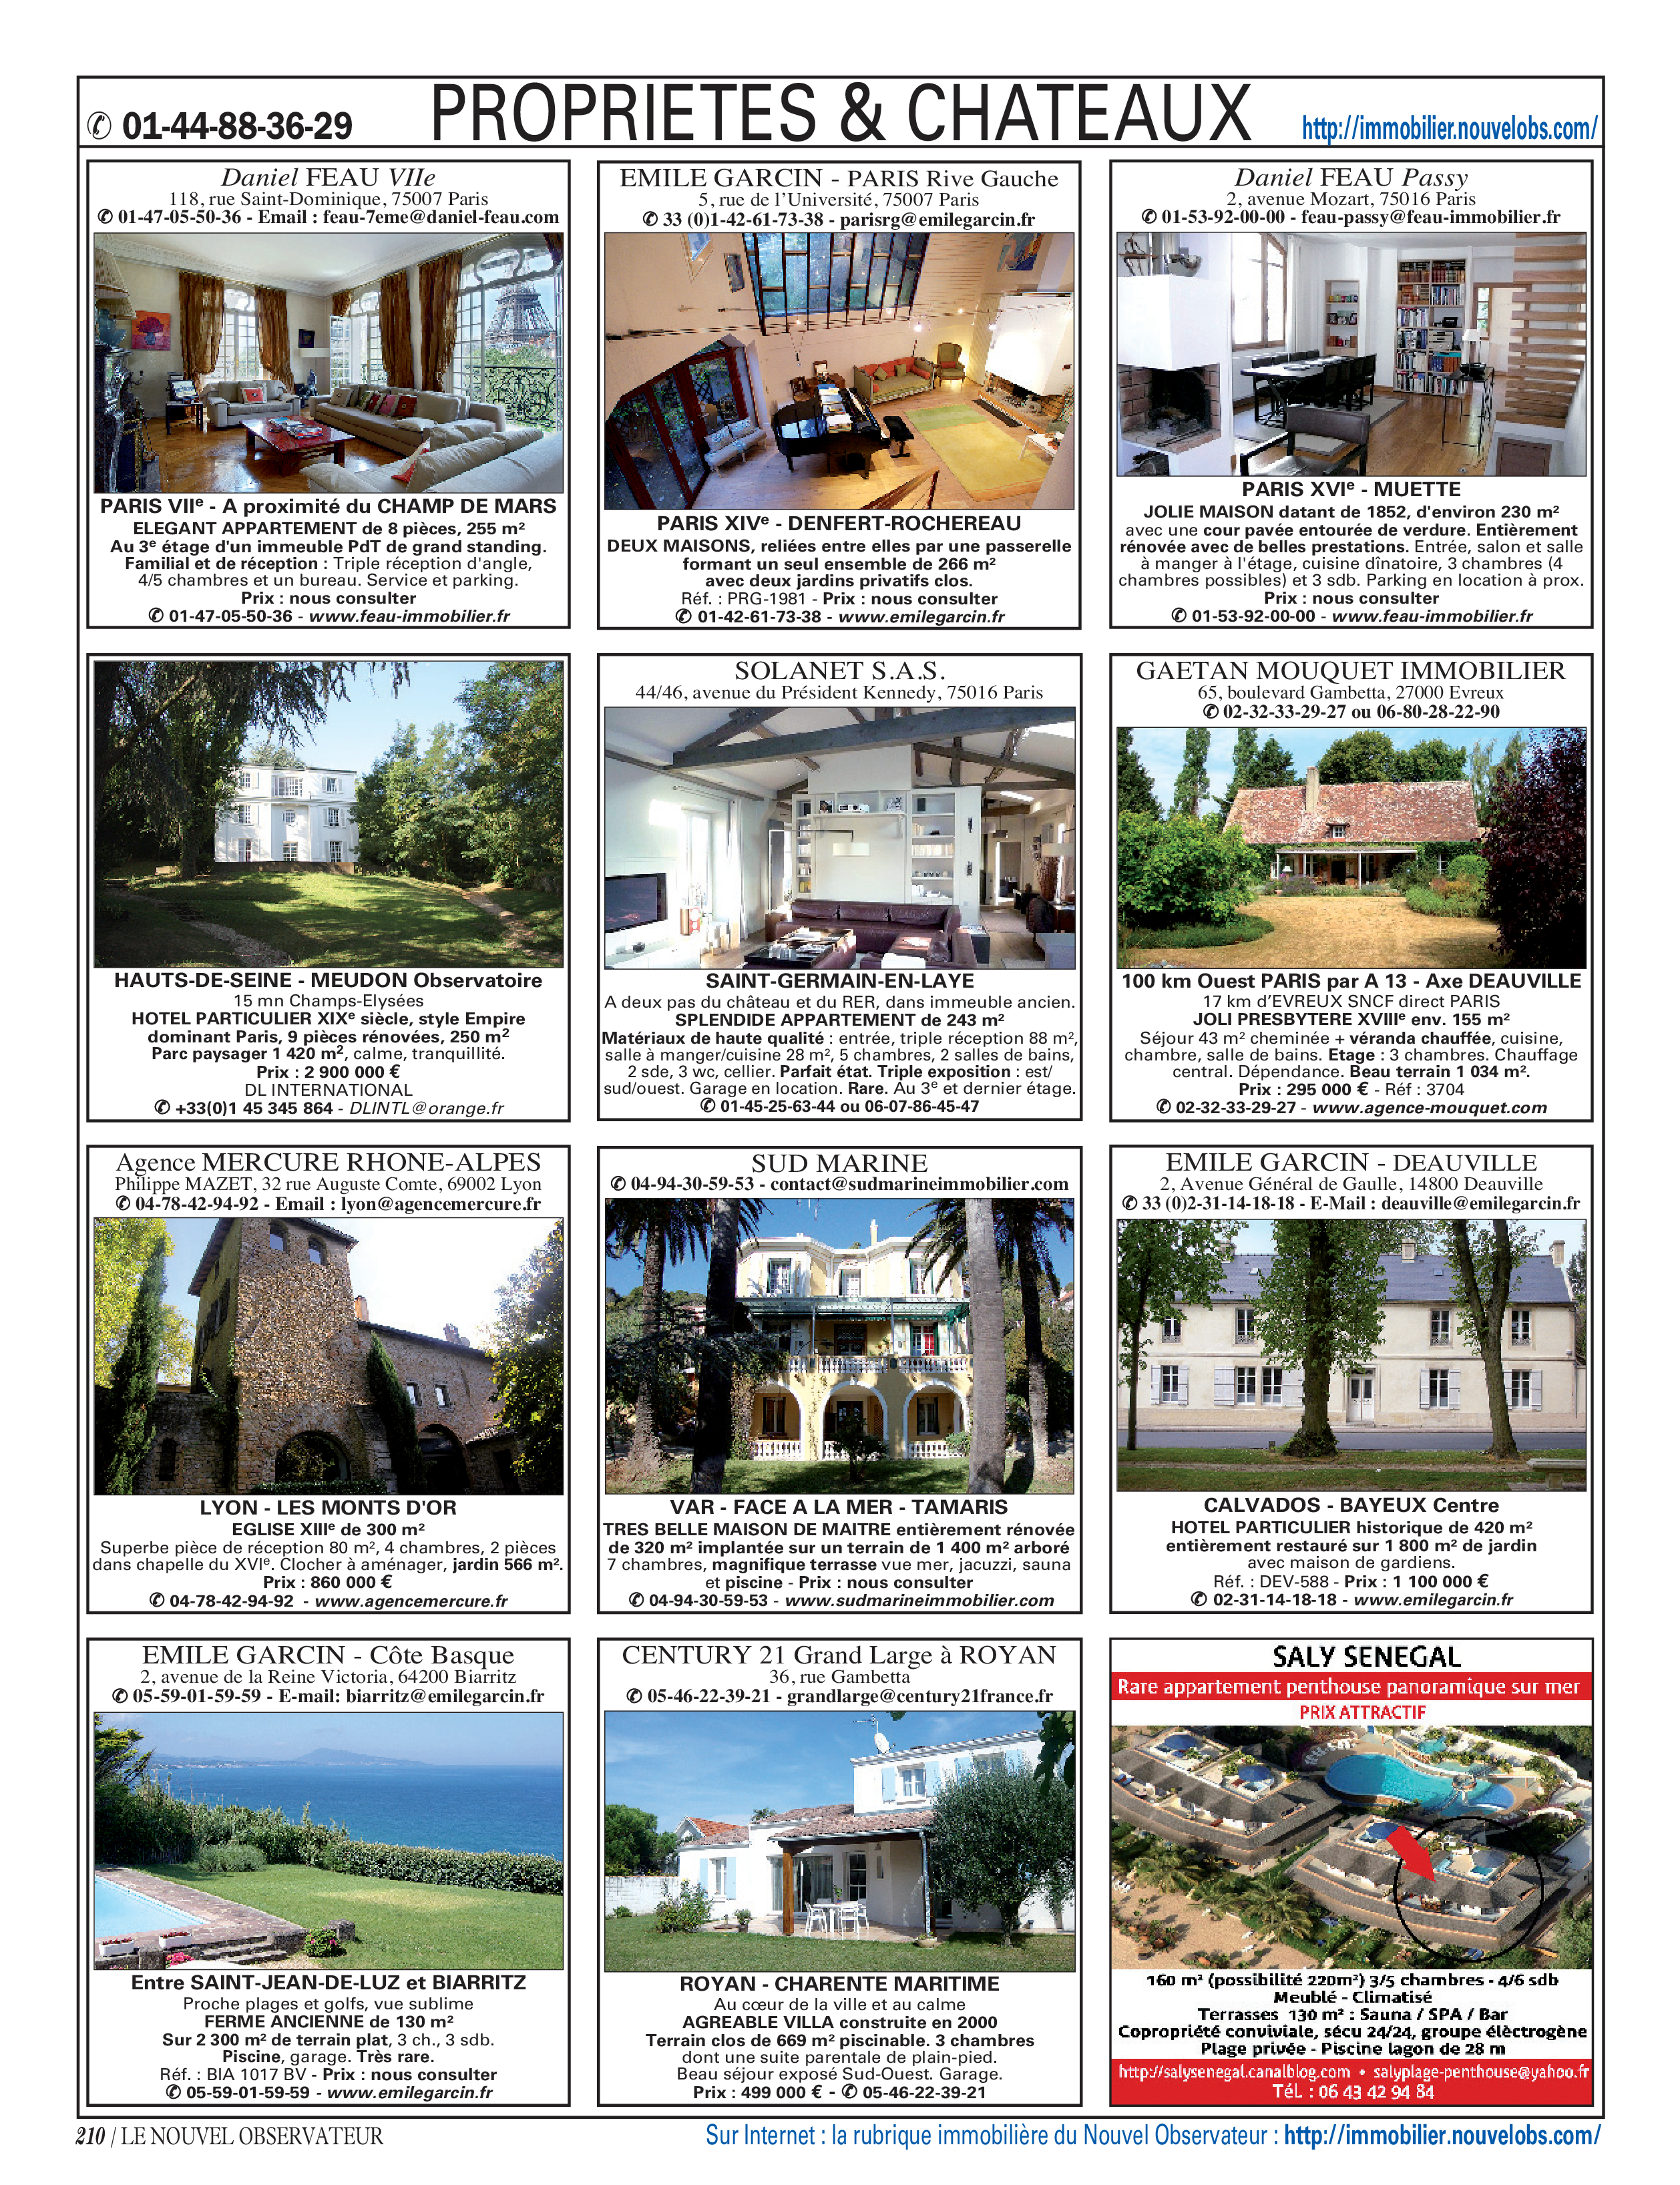 ✆ 01-44-88-36-29
PROPRIETES & CHATEAUX
http://immobilier.nouvelobs.com/
Daniel FEAU VIIe
118, rue Saint-Dominique, 75007 Paris
✆ 01-47-05-50-36 - Email : feau-7eme@daniel-feau.com
PARIS VIIe - A proximité du CHAMP DE MARS
ELEGANT APPARTEMENT de 8 pièces, 255 m²
Au 3e étage d'un immeuble PdT de grand standing.
Familial et de réception : Triple réception d'angle,
4/5 chambres et un bureau. Service et parking.
Prix : nous consulter
✆ 01-47-05-50-36 - www.feau-immobilier.fr
EMILE GARCIN - PARIS Rive Gauche
5, rue de l'Université, 75007 Paris
✆ 33 (0)1-42-61-73-38 - parisrg@emilegarcin.fr
PARIS XIVe - DENFERT-ROCHEREAU
DEUX MAISONS, reliées entre elles par une passerelle
formant un seul ensemble de 266 m²
avec deux jardins privatifs clos.
Réf. : PRG-1981 - Prix : nous consulter
✆ 01-42-61-73-38 - www.emilegarcin.fr
Daniel FEAU Passy
2, avenue Mozart, 75016 Paris
✆ 01-53-92-00-00 - feau-passy@feau-immobilier.fr
PARIS XVIe - MUETTE
JOLIE MAISON datant de 1852, d'environ 230 m²
avec une cour pavée entourée de verdure. Entièrement
rénovée avec de belles prestations. Entrée, salon et salle
à manger à l'étage, cuisine dînatoire, 3 chambres (4
chambres possibles) et 3 sdb. Parking en location à prox.
Prix : nous consulter
✆ 01-53-92-00-00 - www.feau-immobilier.fr
HAUTS-DE-SEINE - MEUDON Observatoire
15 mn Champs-Elysées
HOTEL PARTICULIER XIXe siècle, style Empire
dominant Paris, 9 pièces rénovées, 250 m²
Parc paysager 1 420 m², calme, tranquillité.
Prix : 2 900 000 €
DL INTERNATIONAL
✆ +33(0)1 45 345 864 - DLINTL@orange.fr
SOLANET S.A.S.
44/46, avenue du Président Kennedy, 75016 Paris
SAINT-GERMAIN-EN-LAYE
A deux pas du château et du RER, dans immeuble ancien.
SPLENDIDE APPARTEMENT de 243 m²
Matériaux de haute qualité : entrée, triple réception 88 m²,
salle à manger/cuisine 28 m², 5 chambres, 2 salles de bains,
2 sde, 3 wc, cellier. Parfait état. Triple exposition : est/
sud/ouest. Garage en location. Rare. Au 3e et dernier étage.
✆ 01-45-25-63-44 ou 06-07-86-45-47
GAETAN MOUQUET IMMOBILIER
65, boulevard Gambetta, 27000 Evreux
✆ 02-32-33-29-27 ou 06-80-28-22-90
100 km Ouest PARIS par A 13 - Axe DEAUVILLE
17 km d'EVREUX SNCF direct PARIS
JOLI PRESBYTERE XVIIIe env. 155 m²
Séjour 43 m² cheminée + véranda chauffée, cuisine,
chambre, salle de bains. Etage : 3 chambres. Chauffage
central. Dépendance. Beau terrain 1 034 m².
Prix : 295 000 € - Réf : 3704
✆ 02-32-33-29-27 - www.agence-mouquet.com
Agence MERCURE RHONE-ALPES
Philippe MAZET, 32 rue Auguste Comte, 69002 Lyon
✆ 04-78-42-94-92 - Email : lyon@agencemercure.fr
LYON - LES MONTS D'OR
EGLISE XIIIe de 300 m²
Superbe pièce de réception 80 m², 4 chambres, 2 pièces
dans chapelle du XVIe. Clocher à aménager, jardin 566 m².
Prix : 860 000 €
✆ 04-78-42-94-92 - www.agencemercure.fr
SUD MARINE
✆ 04-94-30-59-53 - contact@sudmarineimmobilier.com
VAR - FACE A LA MER - TAMARIS
TRES BELLE MAISON DE MAITRE entièrement rénovée
de 320 m² implantée sur un terrain de 1 400 m² arboré
7 chambres, magnifique terrasse vue mer, jacuzzi, sauna
et piscine - Prix : nous consulter
✆ 04-94-30-59-53 - www.sudmarineimmobilier.com
EMILE GARCIN - DEAUVILLE
2, Avenue Général de Gaulle, 14800 Deauville
✆ 33 (0)2-31-14-18-18 - E-Mail : deauville@emilegarcin.fr
CALVADOS - BAYEUX Centre
HOTEL PARTICULIER historique de 420 m²
entièrement restauré sur 1 800 m² de jardin
avec maison de gardiens.
Réf. : DEV-588 - Prix : 1 100 000 €
✆ 02-31-14-18-18 - www.emilegarcin.fr
EMILE GARCIN - Côte Basque
2, avenue de la Reine Victoria, 64200 Biarritz
✆ 05-59-01-59-59 - E-mail: biarritz@emilegarcin.fr
Entre SAINT-JEAN-DE-LUZ et BIARRITZ
Proche plages et golfs, vue sublime
FERME ANCIENNE de 130 m²
Sur 2 300 m² de terrain plat, 3 ch., 3 sdb.
Piscine, garage. Très rare.
Réf. : BIA 1017 BV - Prix : nous consulter
✆ 05-59-01-59-59 - www.emilegarcin.fr
CENTURY 21 Grand Large à ROYAN
36, rue Gambetta
✆ 05-46-22-39-21 - grandlarge@century21france.fr
ROYAN - CHARENTE MARITIME
Au cœur de la ville et au calme
AGREABLE VILLA construite en 2000
Terrain clos de 669 m² piscinable. 3 chambres
dont une suite parentale de plain-pied.
Beau séjour exposé Sud-Ouest. Garage.
Prix : 499 000 € - ✆ 05-46-22-39-21
SALY SENEGAL
Rare appartement penthouse panoramique sur mer
PRIX ATTRACTIF
160 m² (possibilité 220m²) 3/5 chambres - 4/6 sdb
Meublé - Climatisé
Terrasses 130 m² : Sauna / SPA / Bar
Copropriété conviviale, sécu 24/24, groupe élèctrogène
Plage privée - Piscine lagon de 28 m
http://salysenegal.canalblog.com • salyplage-penthouse@yahoo.fr
Tél. : 06 43 42 94 84
210 / LE NOUVEL OBSERVATEUR
Sur Internet : la rubrique immobilière du Nouvel Observateur : http://immobilier.nouvelobs.com/